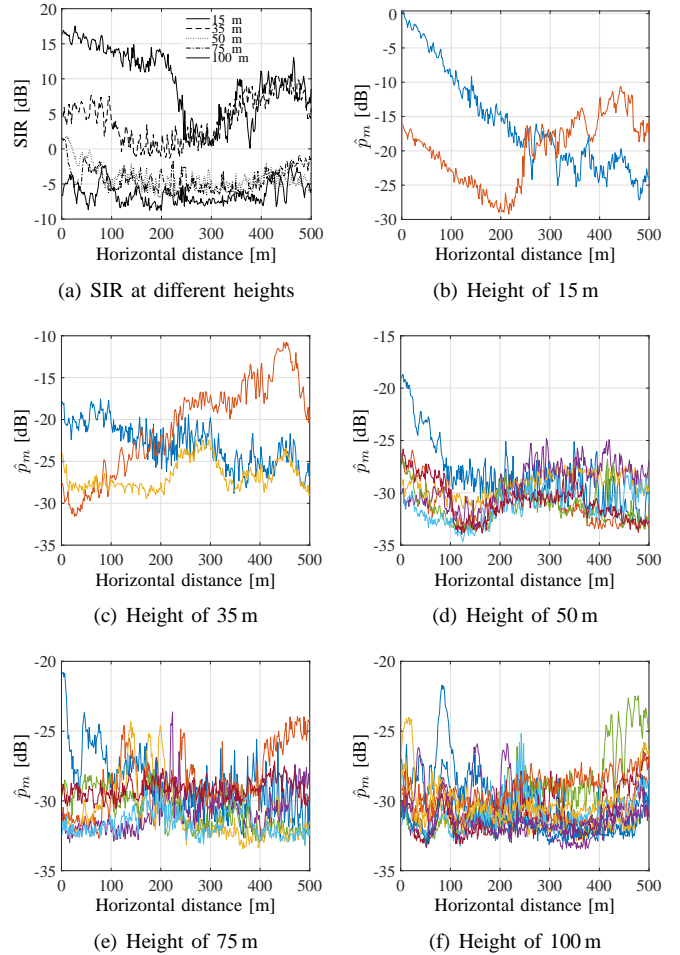 20
15
10
5
0
-5
-10
SIR [dB]
15 m
35 m
50 m
75 m
100 m
0 100 200 300 400 500
Horizontal distance [m]
(a) SIR at different heights
0
-5
-10
-15
-20
-25
-30
p̂m [dB]
0 100 200 300 400 500
Horizontal distance [m]
(b) Height of 15 m
-10
-15
-20
-25
-30
-35
p̂m [dB]
0 100 200 300 400 500
Horizontal distance [m]
(c) Height of 35 m
-15
-20
-25
-30
-35
p̂m [dB]
0 100 200 300 400 500
Horizontal distance [m]
(d) Height of 50 m
-20
-25
-30
-35
p̂m [dB]
0 100 200 300 400 500
Horizontal distance [m]
(e) Height of 75 m
-20
-25
-30
-35
p̂m [dB]
0 100 200 300 400 500
Horizontal distance [m]
(f) Height of 100 m